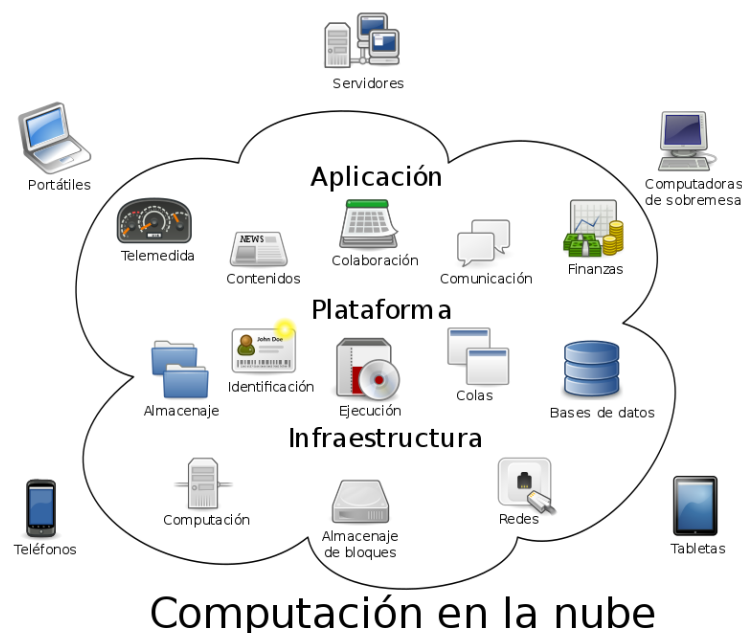 Servidores
Portátiles
Computadoras
de sobremesa
Aplicación
Telemedida
NEWS
Contenidos
Colaboración
Comunicación
Finanzas
Plataforma
Almacenaje
John Doe
Identificación
Ejecución
Colas
Bases de datos
Infraestructura
Computación
Almacenaje
de bloques
Redes
Teléfonos
Tabletas
Computación en la nube